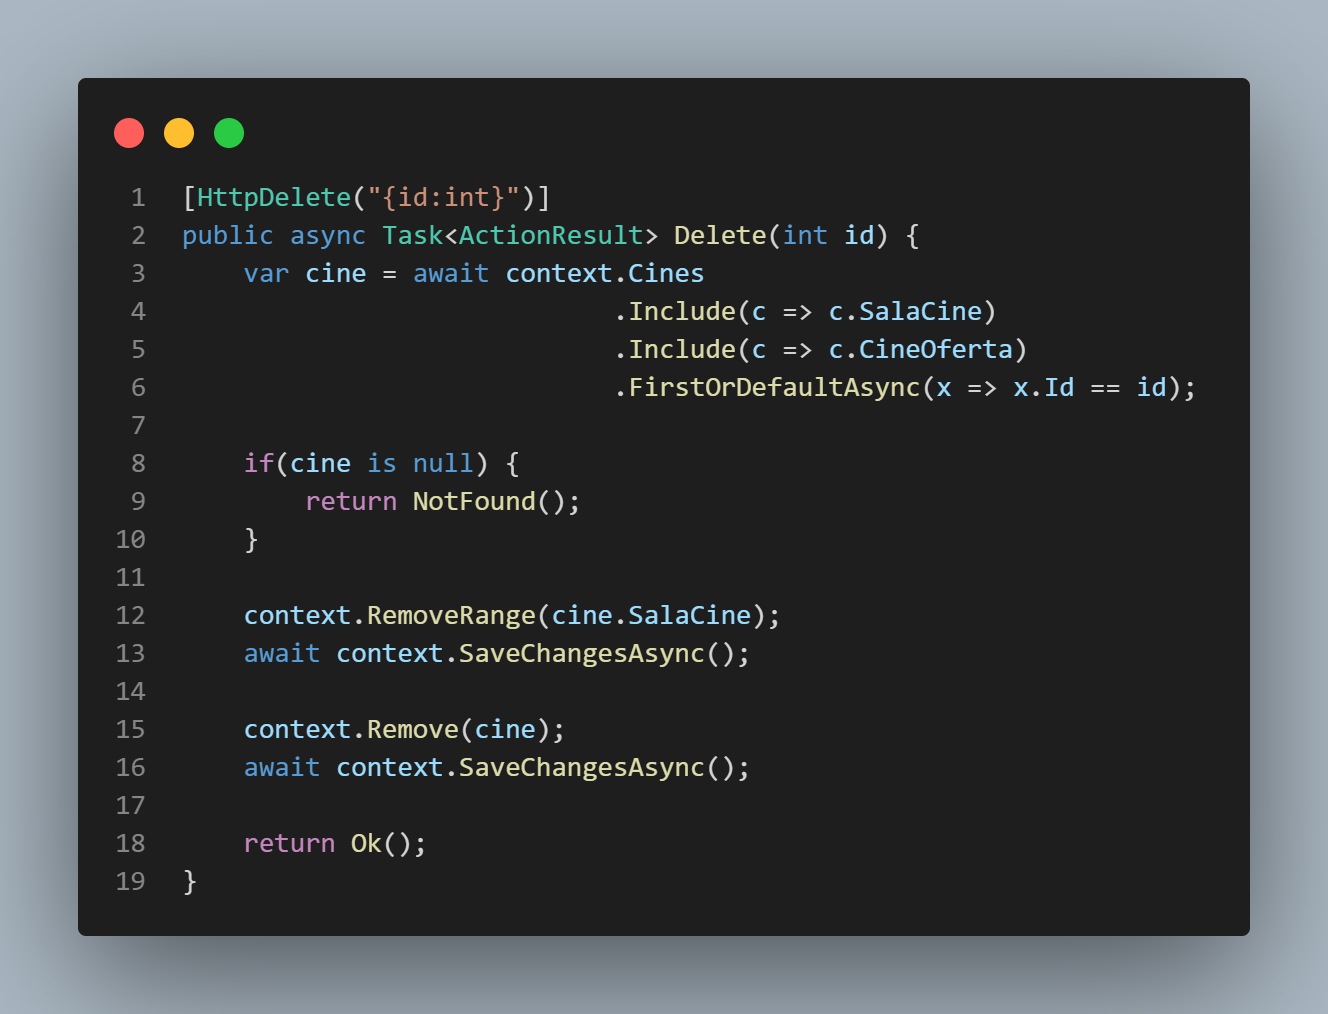 1 [HttpDelete("{id:int}")]
2 public async Task<ActionResult> Delete(int id) {
3     var cine = await context.Cines
4                             .Include(c => c.SalaCine)
5                             .Include(c => c.CineOferta)
6                             .FirstOrDefaultAsync(x => x.Id == id);
7
8     if(cine is null) {
9         return NotFound();
10     }
11
12     context.RemoveRange(cine.SalaCine);
13     await context.SaveChangesAsync();
14
15     context.Remove(cine);
16     await context.SaveChangesAsync();
17
18     return Ok();
19 }